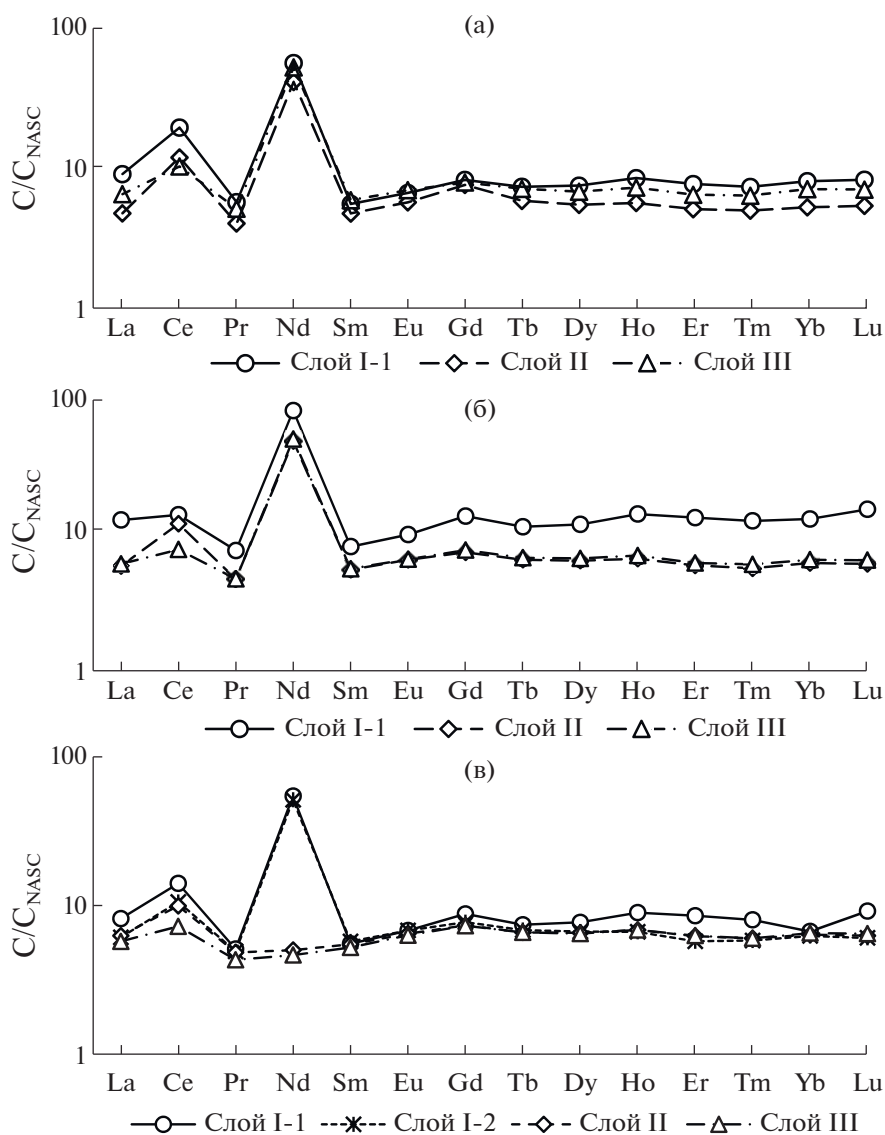 (а)
100
10
1
C/C_NASC
La Ce Pr Nd Sm Eu Gd Tb Dy Ho Er Tm Yb Lu
Слой I-1 Слой II Слой III
(б)
100
10
1
C/C_NASC
La Ce Pr Nd Sm Eu Gd Tb Dy Ho Er Tm Yb Lu
Слой I-1 Слой II Слой III
(в)
100
10
1
C/C_NASC
La Ce Pr Nd Sm Eu Gd Tb Dy Ho Er Tm Yb Lu
Слой I-1 Слой I-2 Слой II Слой III